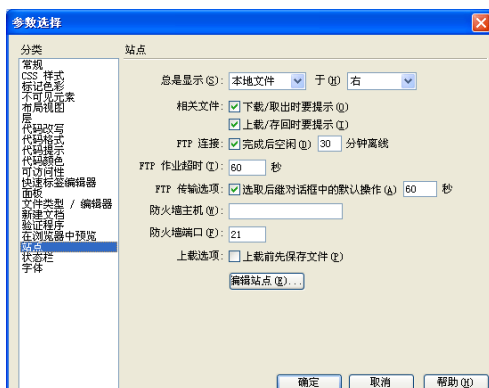 参数选择
分类
站点
常规
CSS 样式
标记色彩
不可见元素
布局视图
层
代码改写
代码格式
代码提示
代码颜色
可访问性
快速标签编辑器
面板
文件类型 / 编辑器
新建文档
验证程序
在浏览器中预览
站点
状态栏
字体
总是显示(S): 本地文件 于(H) 右
相关文件: 下载/取出时要提示(O)
上载/存回时要提示(I)
FTP 连接: 完成后空闲(D) 30 分钟离线
FTP 作业超时(T): 60 秒
FTP 传输选项: 选取后继对话框中的默认操作(A) 60 秒
防火墙主机(W):
防火墙端口(F): 21
上载选项: 上载前先保存文件(P)
编辑站点(E)...
确定 取消 帮助(H)